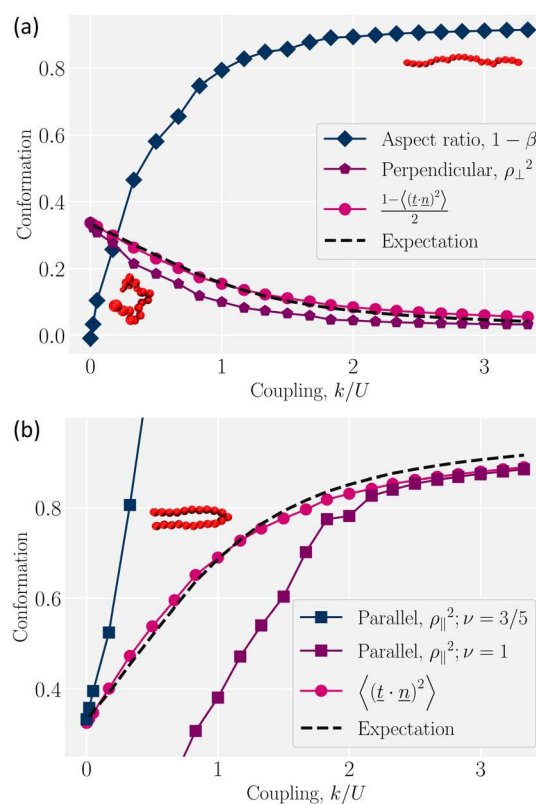 (a)
0.8
0.6
0.4
0.2
0.0
Conformation
Aspect ratio, 1 − β
Perpendicular, ρ⊥²
1−⟨(t·n)²⟩
2
Expectation
0 1 2 3
Coupling, k/U
(b)
0.8
0.6
0.4
Conformation
Parallel, ρ∥²; ν = 3/5
Parallel, ρ∥²; ν = 1
⟨(t · n)²⟩
Expectation
0 1 2 3
Coupling, k/U